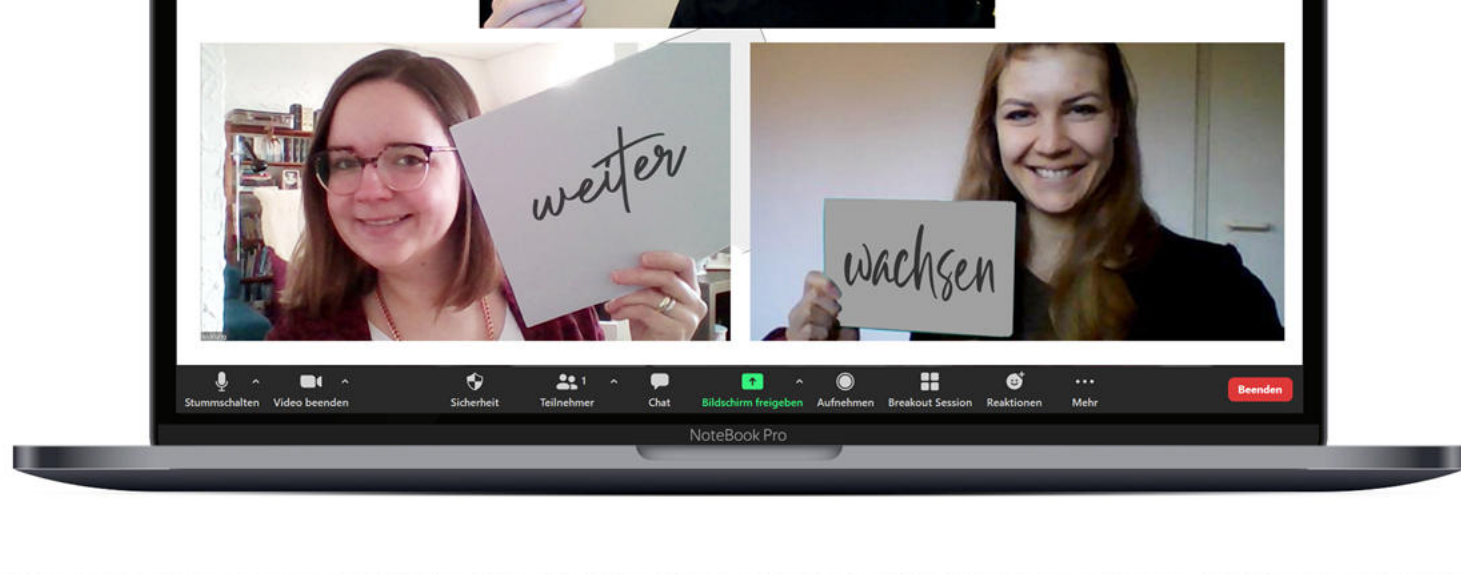 weiter
wachsen
Stummschalten
Video beenden
Sicherheit
Teilnehmer
1
Chat
Bildschirm freigeben
Aufnehmen
Breakout Session
Reaktionen
Mehr
Beenden
NoteBook Pro